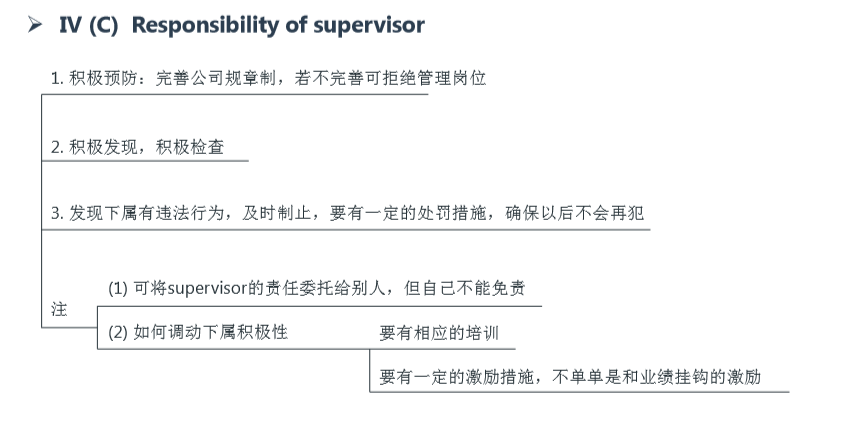 ➢ IV (C) Responsibility of supervisor
1. 积极预防：完善公司规章制，若不完善可拒绝管理岗位
2. 积极发现，积极检查
3. 发现下属有违法行为，及时制止，要有一定的处罚措施，确保以后不会再犯
注
(1) 可将supervisor的责任委托给别人，但自己不能免责
(2) 如何调动下属积极性
要有相应的培训
要有一定的激励措施，不单单是和业绩挂钩的激励